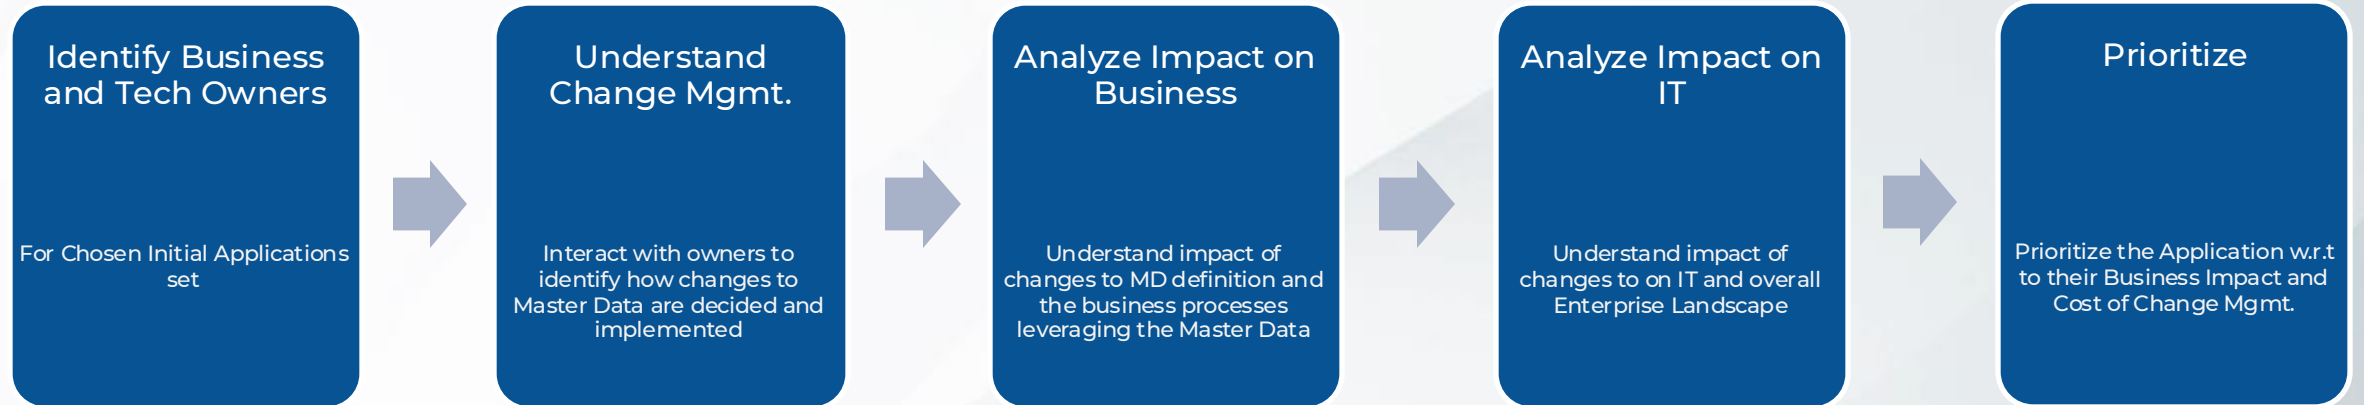 Identify Business
and Tech Owners
For Chosen Initial Applications
set
Understand
Change Mgmt.
Interact with owners to
identify how changes to
Master Data are decided and
implemented
Analyze Impact on
Business
Understand impact of
changes to MD definition and
the business processes
leveraging the Master Data
Analyze Impact on
IT
Understand impact of
changes to on IT and overall
Enterprise Landscape
Prioritize
Prioritize the Application w.r.t
to their Business Impact and
Cost of Change Mgmt.